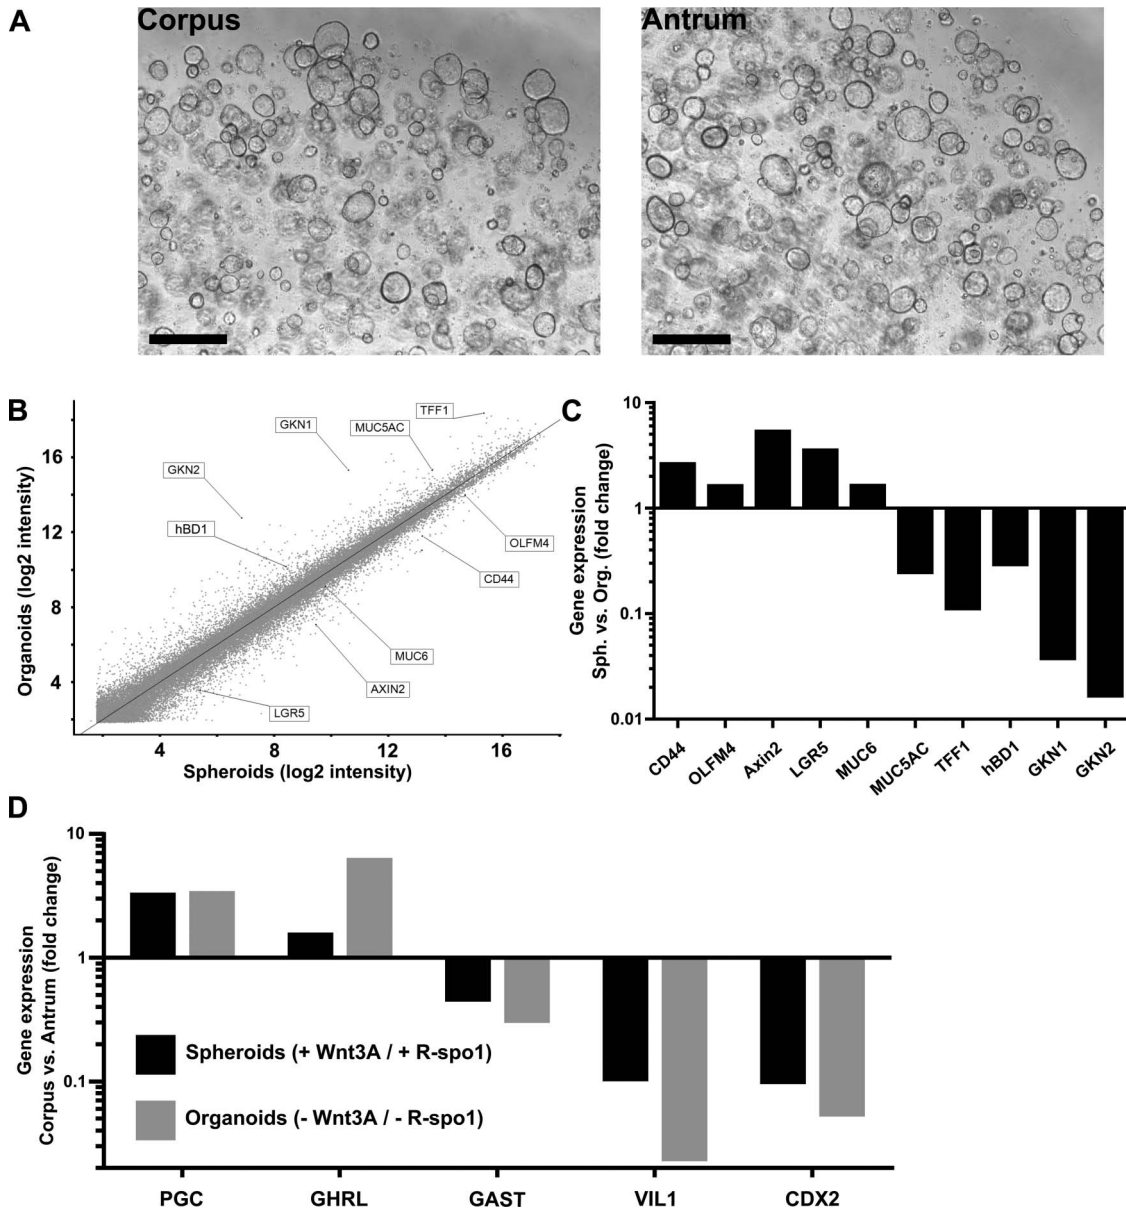 A
Corpus
Antrum
B
Organoids (log2 intensity)
16
12
8
4
4
8
12
16
Spheroids (log2 intensity)
TFF1
GKN1
MUC5AC
GKN2
hBD1
OLFM4
CD44
MUC6
AXIN2
LGR5
C
Gene expression
Sph. vs. Org. (fold change)
10
1
0.1
0.01
CD44
OLFM4
Axin2
LGR5
MUC6
MUC5AC
TFF1
hBD1
GKN1
GKN2
D
Gene expression
Corpus vs. Antrum (fold change)
10
1
0.1
Spheroids (+ Wnt3A / + R-spo1)
Organoids (- Wnt3A / - R-spo1)
PGC
GHRL
GAST
VIL1
CDX2